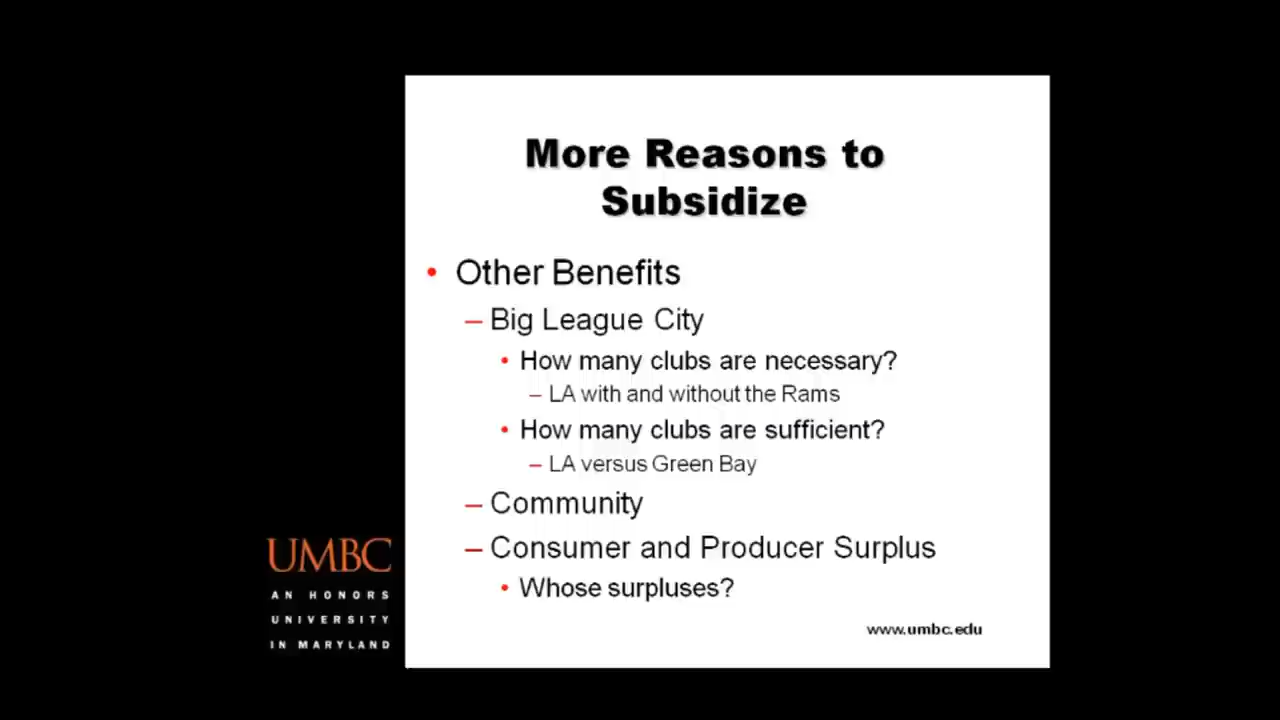 More Reasons to
Subsidize
• Other Benefits
– Big League City
• How many clubs are necessary?
– LA with and without the Rams
• How many clubs are sufficient?
– LA versus Green Bay
– Community
– Consumer and Producer Surplus
• Whose surpluses?
www.umbc.edu
UMBC
AN HONORS
UNIVERSITY
IN MARYLAND